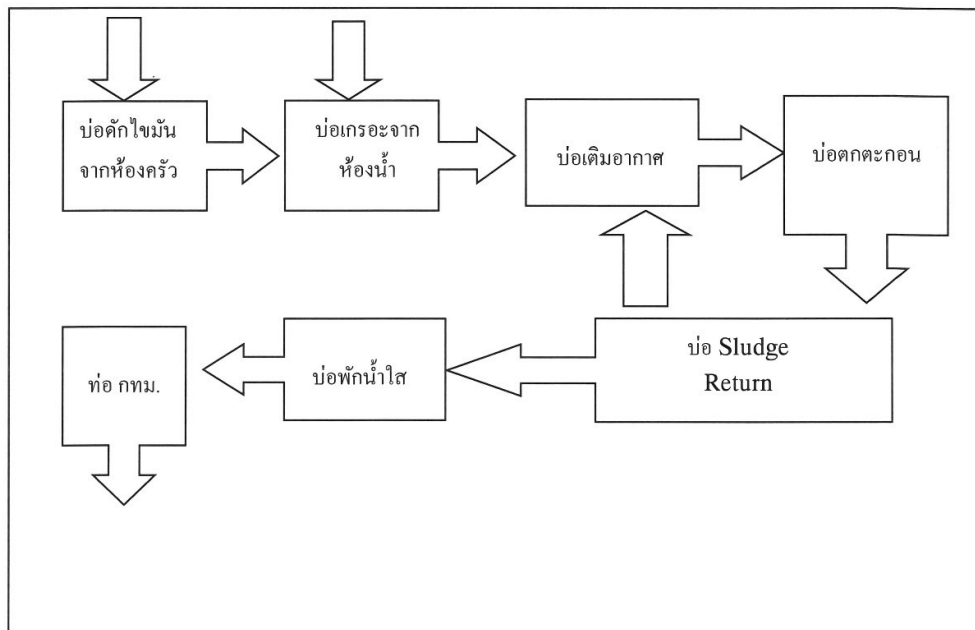 บ่อดักไขมัน
จากห้องครัว
บ่อเกรอะจาก
ห้องน้ำ
บ่อเติมอากาศ
บ่อตกตะกอน
ท่อ กทม.
บ่อพักน้ำใส
บ่อ Sludge
Return